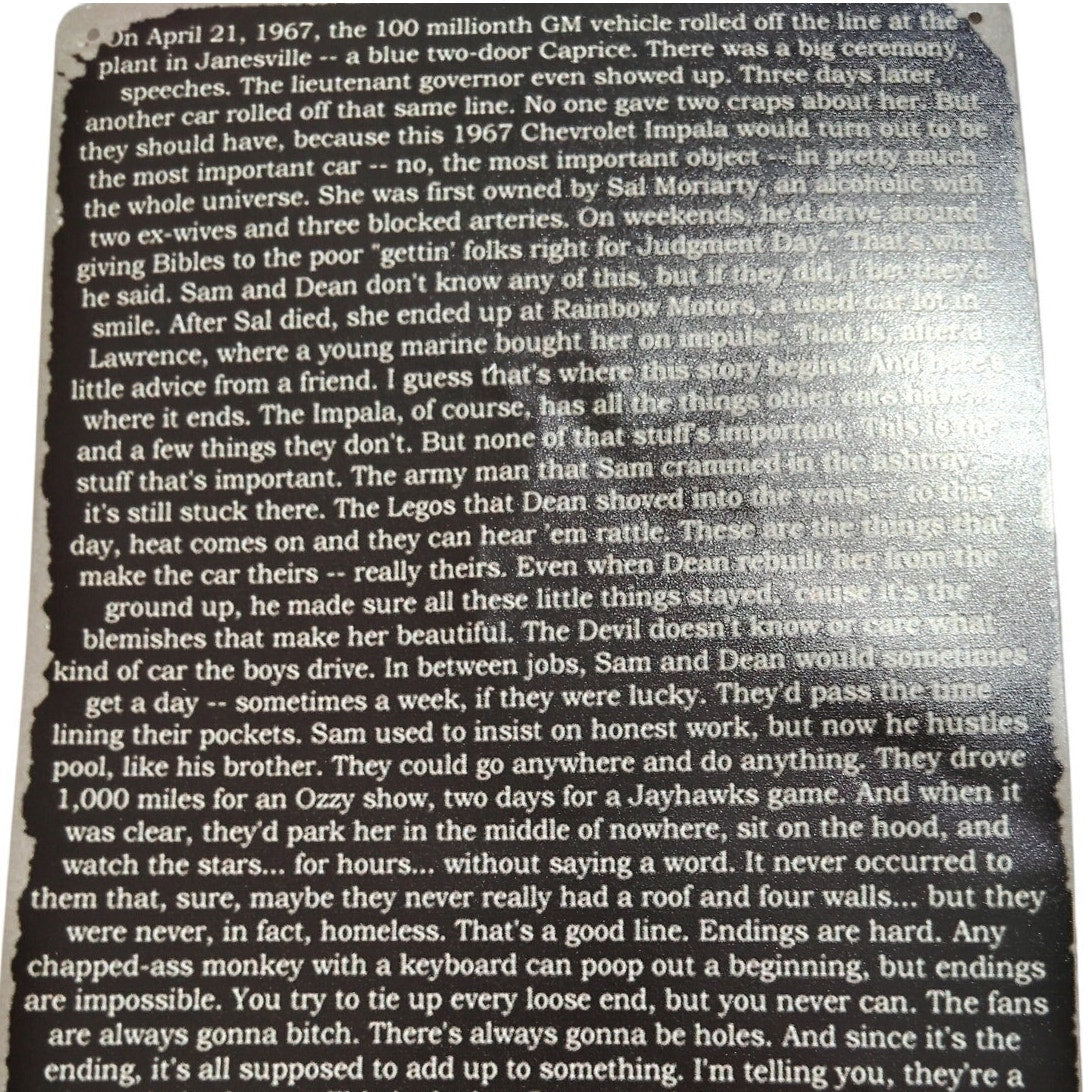 On April 21, 1967, the 100 millionth GM vehicle rolled off the line at the
plant in Janesville -- a blue two-door Caprice. There was a big ceremony,
speeches. The lieutenant governor even showed up. Three days later,
another car rolled off that same line. No one gave two craps about her. But
they should have, because this 1967 Chevrolet Impala would turn out to be
the most important car -- no, the most important object -- in pretty much
the whole universe. She was first owned by Sal Moriarty, an alcoholic with
two ex-wives and three blocked arteries. On weekends, he'd drive around
giving Bibles to the poor "gettin' folks right for Judgment Day." That's what
he said. Sam and Dean don't know any of this, but if they did, I bet they'd
smile. After Sal died, she ended up at Rainbow Motors, a used car lot in
Lawrence, where a young marine bought her on impulse. That is, after a
little advice from a friend. I guess that's where this story begins. And here's
where it ends. The Impala, of course, has all the things other cars have...
and a few things they don't. But none of that stuff's important. This is the
stuff that's important. The army man that Sam crammed in the ashtray
it's still stuck there. The Legos that Dean shoved into the vents -- to this
day, heat comes on and they can hear 'em rattle. These are the things that
make the car theirs -- really theirs. Even when Dean rebuilt her from the
ground up, he made sure all these little things stayed, 'cause it's the
blemishes that make her beautiful. The Devil doesn't know or care what
kind of car the boys drive. In between jobs, Sam and Dean would sometimes
get a day -- sometimes a week, if they were lucky. They'd pass the time
lining their pockets. Sam used to insist on honest work, but now he hustles
pool, like his brother. They could go anywhere and do anything. They drove
1,000 miles for an Ozzy show, two days for a Jayhawks game. And when it
was clear, they'd park her in the middle of nowhere, sit on the hood, and
watch the stars... for hours... without saying a word. It never occurred to
them that, sure, maybe they never really had a roof and four walls... but they
were never, in fact, homeless. That's a good line. Endings are hard. Any
chapped-ass monkey with a keyboard can poop out a beginning, but endings
are impossible. You try to tie up every loose end, but you never can. The fans
are always gonna bitch. There's always gonna be holes. And since it's the
ending, it's all supposed to add up to something. I'm telling you, they're a